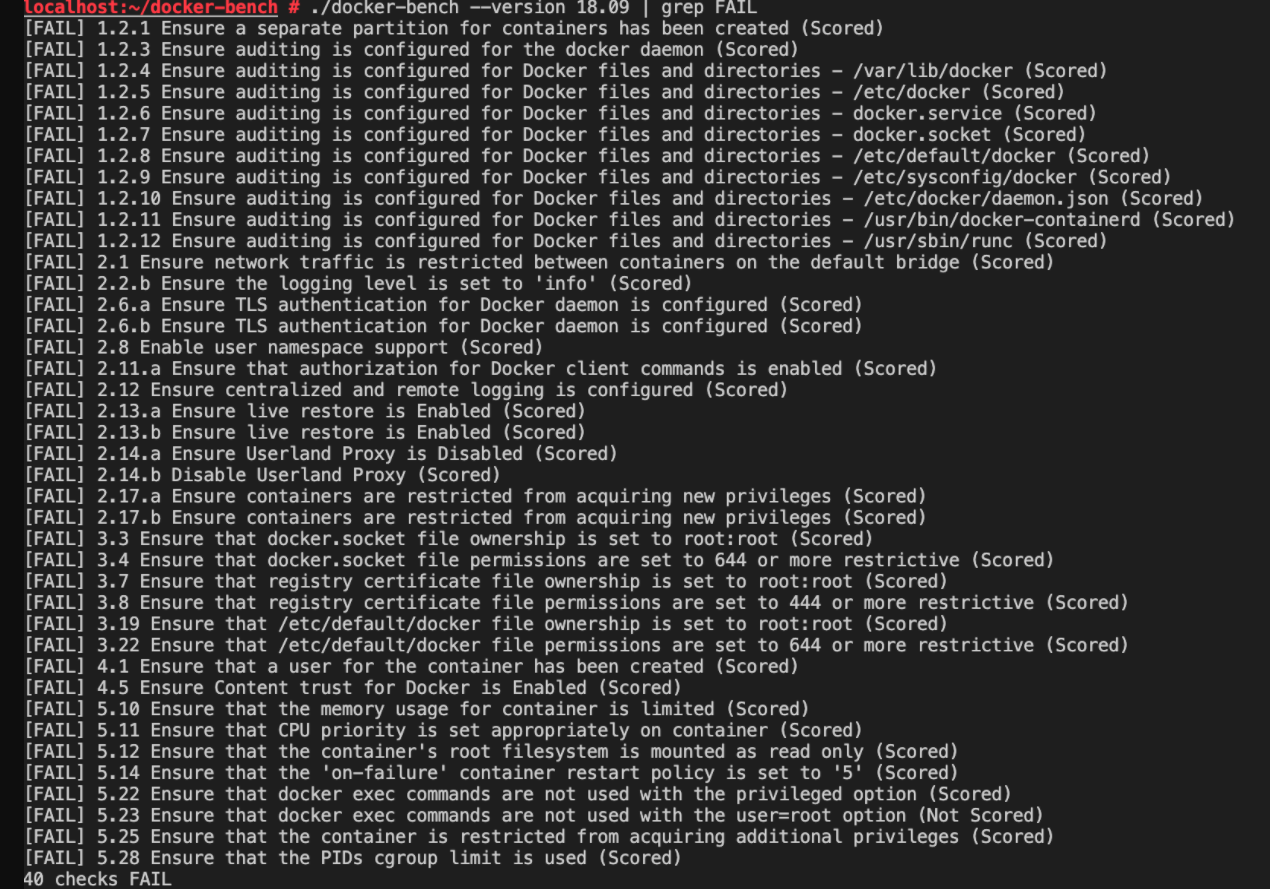 localhost:~/docker-bench # ./docker-bench --version 18.09 | grep FAIL
[FAIL] 1.2.1 Ensure a separate partition for containers has been created (Scored)
[FAIL] 1.2.3 Ensure auditing is configured for the docker daemon (Scored)
[FAIL] 1.2.4 Ensure auditing is configured for Docker files and directories - /var/lib/docker (Scored)
[FAIL] 1.2.5 Ensure auditing is configured for Docker files and directories - /etc/docker (Scored)
[FAIL] 1.2.6 Ensure auditing is configured for Docker files and directories - docker.service (Scored)
[FAIL] 1.2.7 Ensure auditing is configured for Docker files and directories - docker.socket (Scored)
[FAIL] 1.2.8 Ensure auditing is configured for Docker files and directories - /etc/default/docker (Scored)
[FAIL] 1.2.9 Ensure auditing is configured for Docker files and directories - /etc/sysconfig/docker (Scored)
[FAIL] 1.2.10 Ensure auditing is configured for Docker files and directories - /etc/docker/daemon.json (Scored)
[FAIL] 1.2.11 Ensure auditing is configured for Docker files and directories - /usr/bin/docker-containerd (Scored)
[FAIL] 1.2.12 Ensure auditing is configured for Docker files and directories - /usr/sbin/runc (Scored)
[FAIL] 2.1 Ensure network traffic is restricted between containers on the default bridge (Scored)
[FAIL] 2.2.b Ensure the logging level is set to 'info' (Scored)
[FAIL] 2.6.a Ensure TLS authentication for Docker daemon is configured (Scored)
[FAIL] 2.6.b Ensure TLS authentication for Docker daemon is configured (Scored)
[FAIL] 2.8 Enable user namespace support (Scored)
[FAIL] 2.11.a Ensure that authorization for Docker client commands is enabled (Scored)
[FAIL] 2.12 Ensure centralized and remote logging is configured (Scored)
[FAIL] 2.13.a Ensure live restore is Enabled (Scored)
[FAIL] 2.13.b Ensure live restore is Enabled (Scored)
[FAIL] 2.14.a Ensure Userland Proxy is Disabled (Scored)
[FAIL] 2.14.b Disable Userland Proxy (Scored)
[FAIL] 2.17.a Ensure containers are restricted from acquiring new privileges (Scored)
[FAIL] 2.17.b Ensure containers are restricted from acquiring new privileges (Scored)
[FAIL] 3.3 Ensure that docker.socket file ownership is set to root:root (Scored)
[FAIL] 3.4 Ensure that docker.socket file permissions are set to 644 or more restrictive (Scored)
[FAIL] 3.7 Ensure that registry certificate file ownership is set to root:root (Scored)
[FAIL] 3.8 Ensure that registry certificate file permissions are set to 444 or more restrictive (Scored)
[FAIL] 3.19 Ensure that /etc/default/docker file ownership is set to root:root (Scored)
[FAIL] 3.22 Ensure that /etc/default/docker file permissions are set to 644 or more restrictive (Scored)
[FAIL] 4.1 Ensure that a user for the container has been created (Scored)
[FAIL] 4.5 Ensure Content trust for Docker is Enabled (Scored)
[FAIL] 5.10 Ensure that the memory usage for container is limited (Scored)
[FAIL] 5.11 Ensure that CPU priority is set appropriately on container (Scored)
[FAIL] 5.12 Ensure that the container's root filesystem is mounted as read only (Scored)
[FAIL] 5.14 Ensure that the 'on-failure' container restart policy is set to '5' (Scored)
[FAIL] 5.22 Ensure that docker exec commands are not used with the privileged option (Scored)
[FAIL] 5.23 Ensure that docker exec commands are not used with the user=root option (Not Scored)
[FAIL] 5.25 Ensure that the container is restricted from acquiring additional privileges (Scored)
[FAIL] 5.28 Ensure that the PIDs cgroup limit is used (Scored)
40 checks FAIL